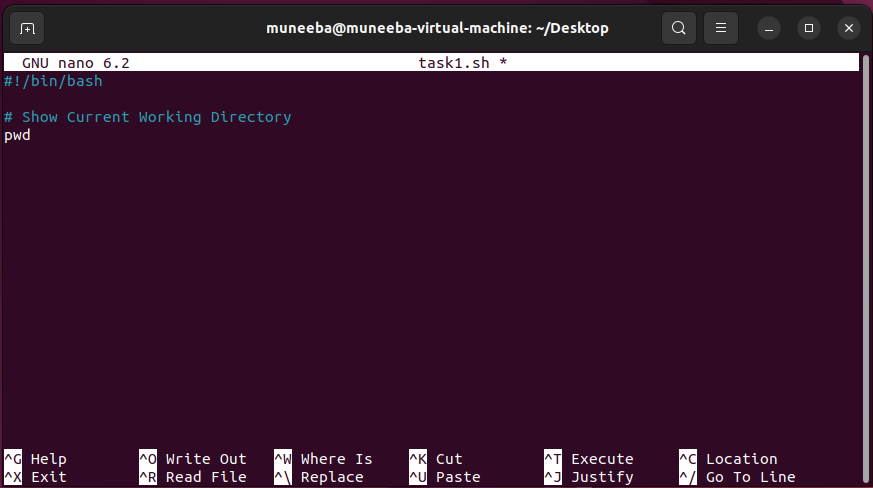 muneeba@muneeba-virtual-machine: ~/Desktop
GNU nano 6.2 task1.sh *
#!/bin/bash
# Show Current Working Directory
pwd
^G Help ^O Write Out ^W Where Is ^K Cut ^T Execute ^C Location
^X Exit ^R Read File ^\ Replace ^U Paste ^J Justify ^/ Go To Line